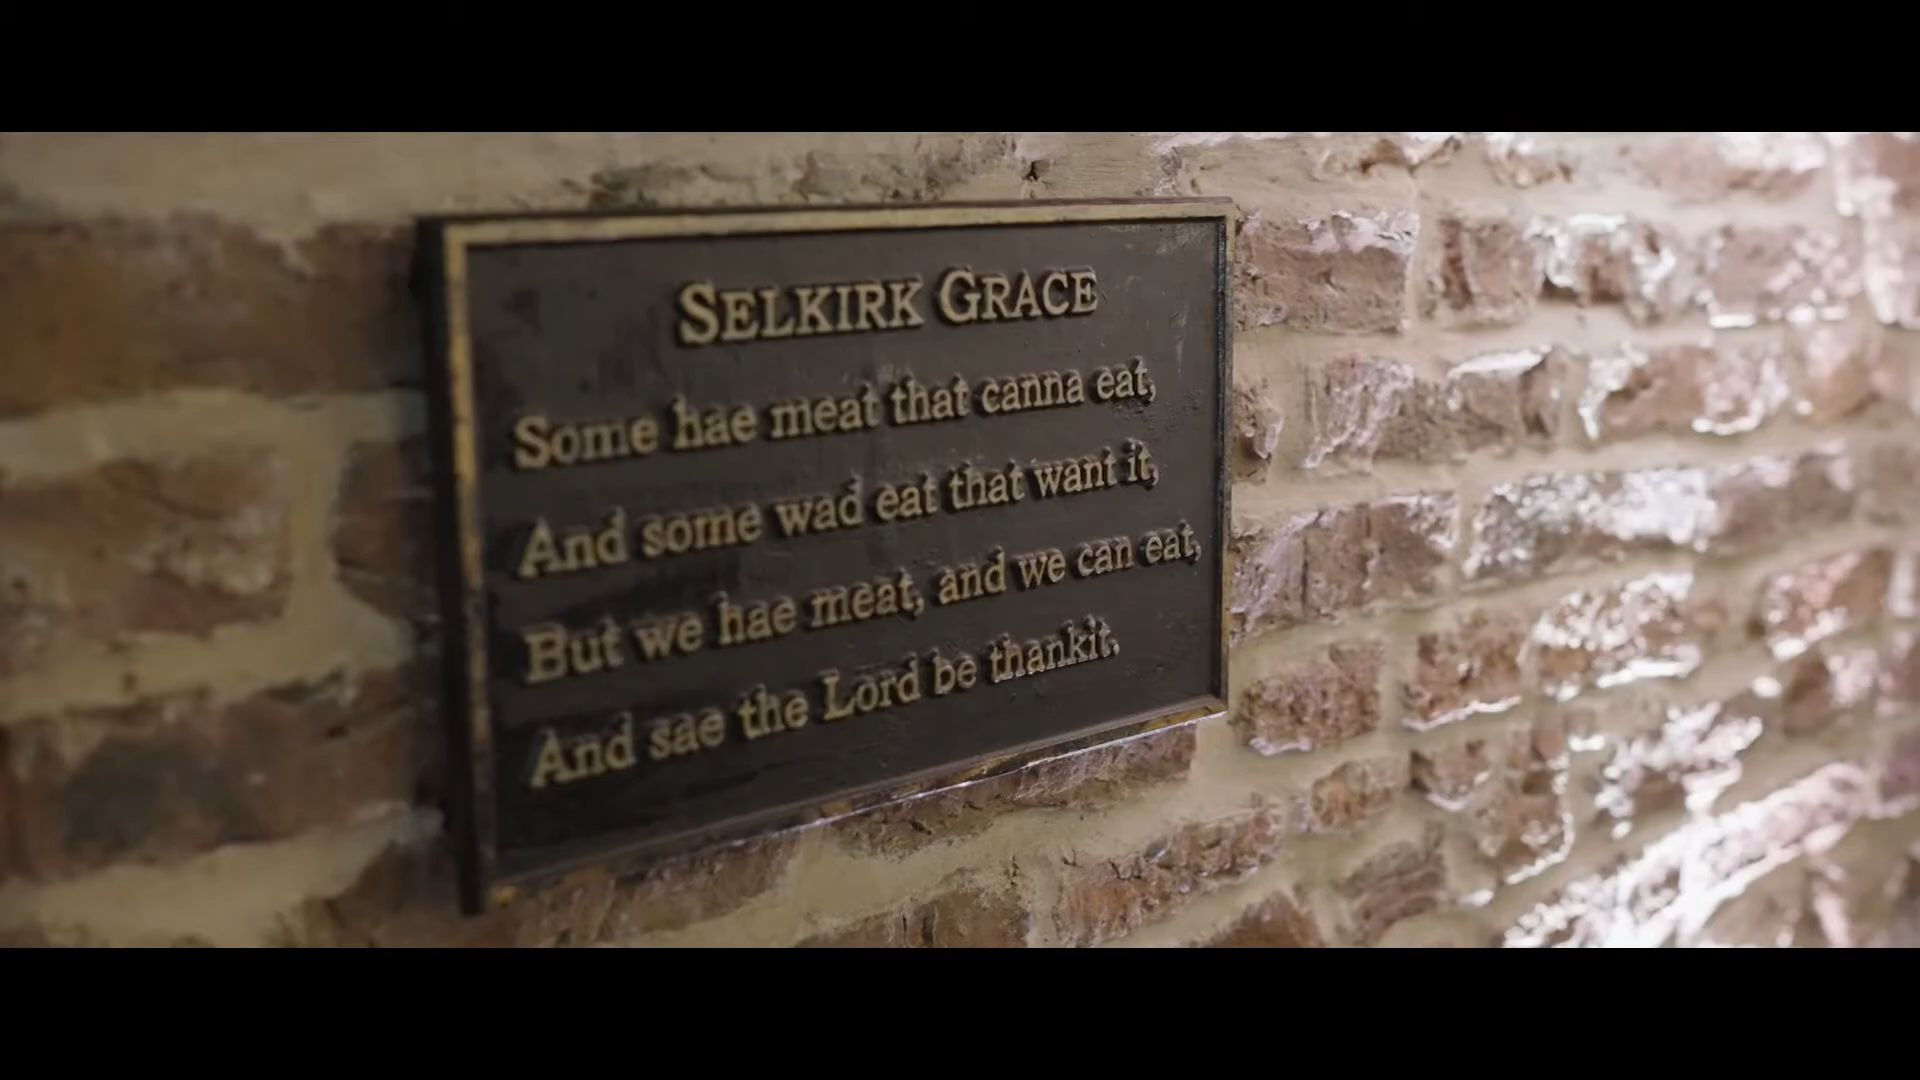 SELKIRK GRACE
Some hae meat that canna eat,
And some wad eat that want it,
But we hae meat, and we can eat,
And sae the Lord be thankit.